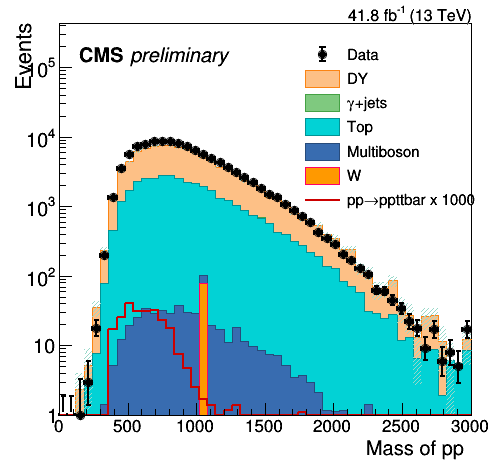 41.8 fb⁻¹ (13 TeV)
CMS preliminary
Events
Data
DY
γ+jets
Top
Multiboson
W
pp→ppttbar x 1000
10⁵
10⁴
10³
10²
10
1
0 500 1000 1500 2000 2500 3000
Mass of pp